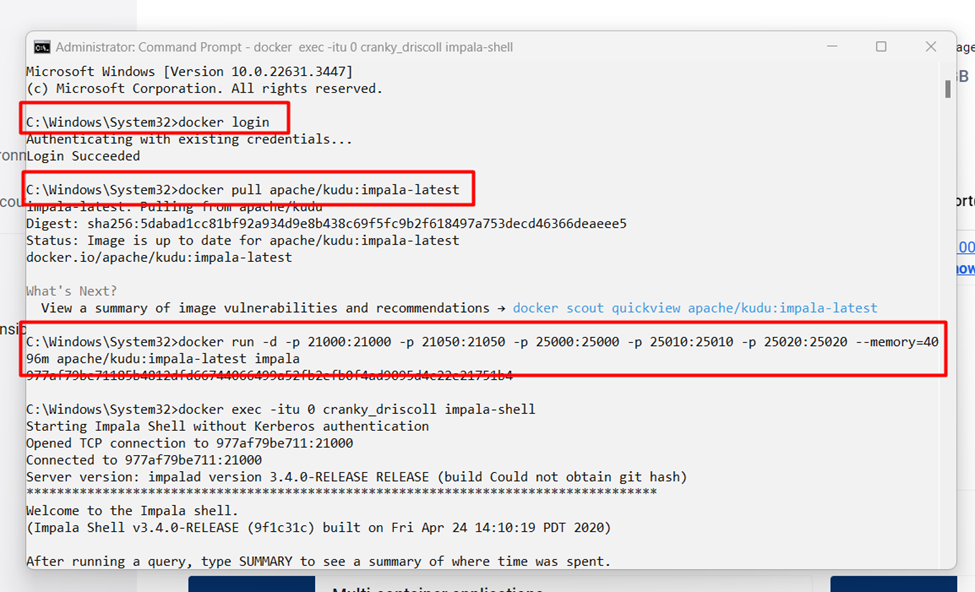 Administrator: Command Prompt - docker  exec -itu 0 cranky_driscoll impala-shell
Microsoft Windows [Version 10.0.22631.3447]
(c) Microsoft Corporation. All rights reserved.
C:\Windows\System32>docker login
Authenticating with existing credentials...
Login Succeeded
C:\Windows\System32>docker pull apache/kudu:impala-latest
impala-latest: Pulling from apache/kudu
Digest: sha256:5dabad1cc81bf92a934d9e8b438c69f5fc9b2f618497a753decd46366deaeee5
Status: Image is up to date for apache/kudu:impala-latest
docker.io/apache/kudu:impala-latest
What's Next?
View a summary of image vulnerabilities and recommendations → docker scout quickview apache/kudu:impala-latest
C:\Windows\System32>docker run -d -p 21000:21000 -p 21050:21050 -p 25000:25000 -p 25010:25010 -p 25020:25020 --memory=40
96m apache/kudu:impala-latest impala
C:\Windows\System32>docker exec -itu 0 cranky_driscoll impala-shell
Starting Impala Shell without Kerberos authentication
Opened TCP connection to 977af79be711:21000
Connected to 977af79be711:21000
Server version: impalad version 3.4.0-RELEASE RELEASE (build Could not obtain git hash)
***********************************************************************************
Welcome to the Impala shell.
(Impala Shell v3.4.0-RELEASE (9f1c31c) built on Fri Apr 24 14:10:19 PDT 2020)
After running a query, type SUMMARY to see a summary of where time was spent.